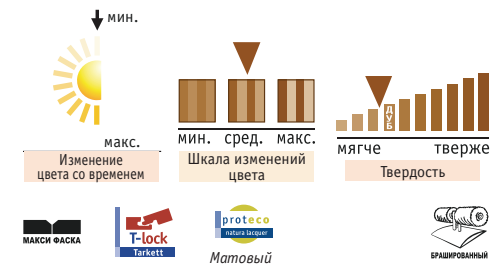 мин.
макс.
Изменение
цвета со временем
мин. сред. макс.
Шкала изменений
цвета
ДУБ
мягче тверже
Твердость
МАКСИ ФАСКА
T-lock
Tarkett
proteco
natura lacquer
Матовый
БРАШИРОВАННЫЙ